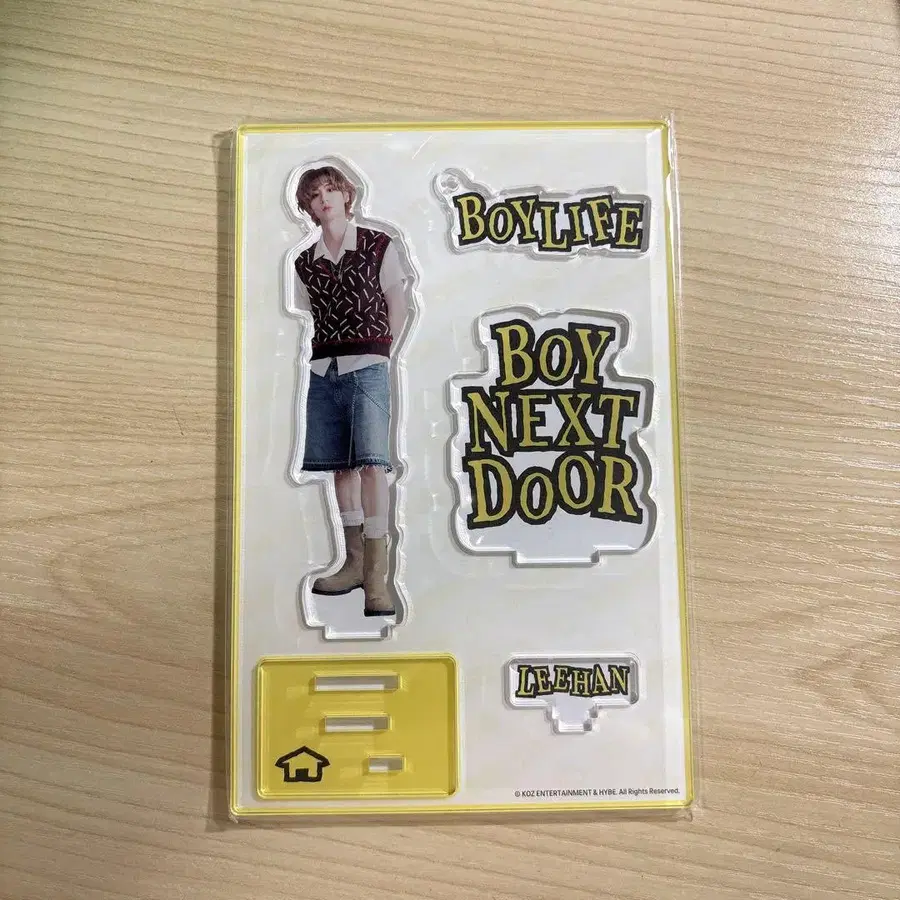 BOYLIFE
BOY
NEXT
DOOR
LEEHAN
© KOZ ENTERTAINMENT & HYBE. All Rights Reserved.